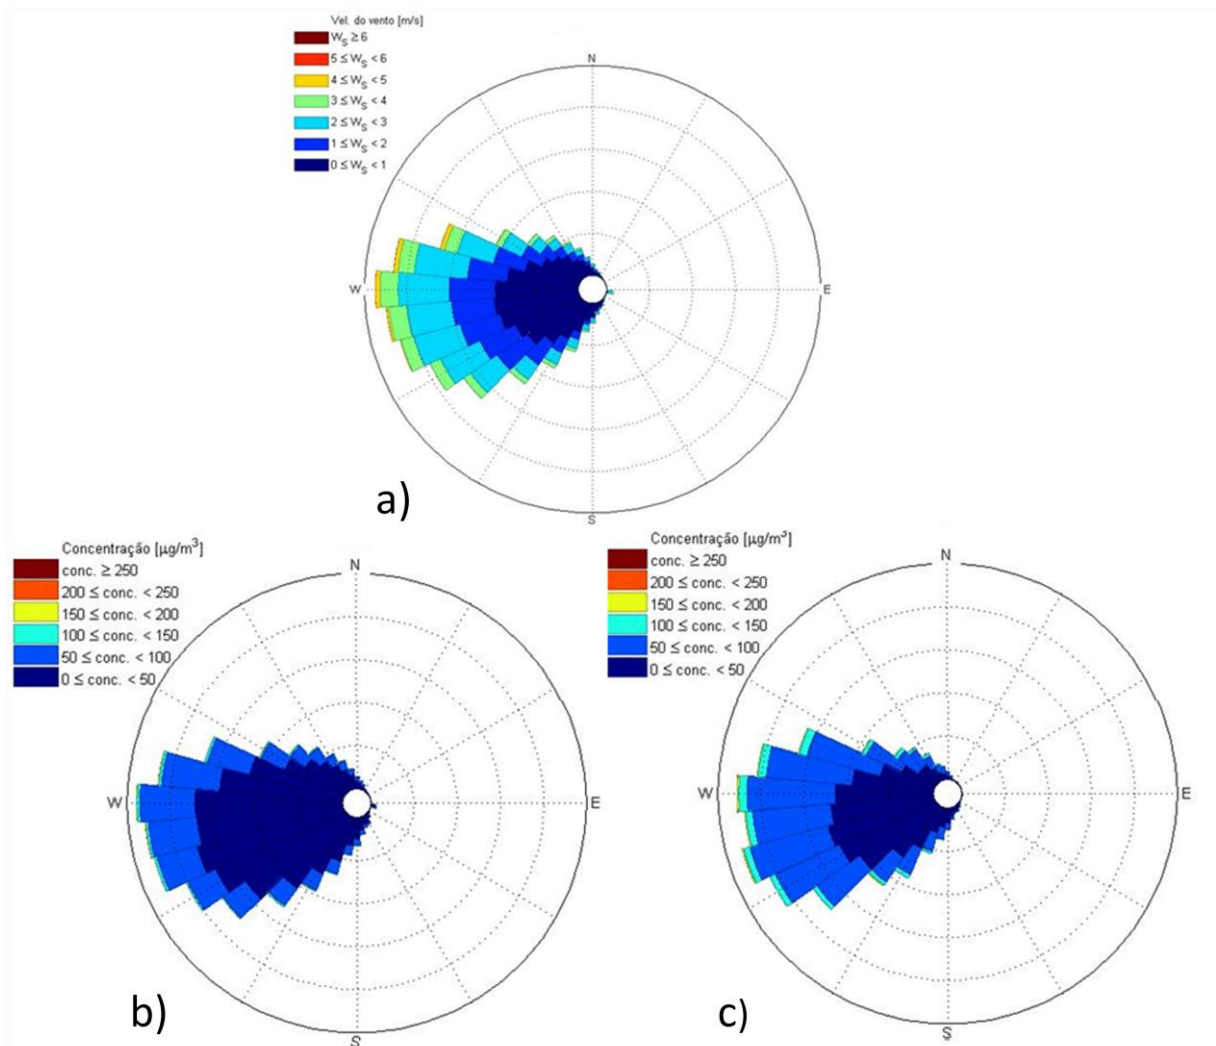 Vel. do vento [m/s]
W_S ≥ 6
5 ≤ W_S < 6
4 ≤ W_S < 5
3 ≤ W_S < 4
2 ≤ W_S < 3
1 ≤ W_S < 2
0 ≤ W_S < 1
N
W
E
S
a)
Concentração [µg/m³]
conc. ≥ 250
200 ≤ conc. < 250
150 ≤ conc. < 200
100 ≤ conc. < 150
50 ≤ conc. < 100
0 ≤ conc. < 50
N
W
E
S
b)
Concentração [µg/m³]
conc. ≥ 250
200 ≤ conc. < 250
150 ≤ conc. < 200
100 ≤ conc. < 150
50 ≤ conc. < 100
0 ≤ conc. < 50
N
W
E
S
c)